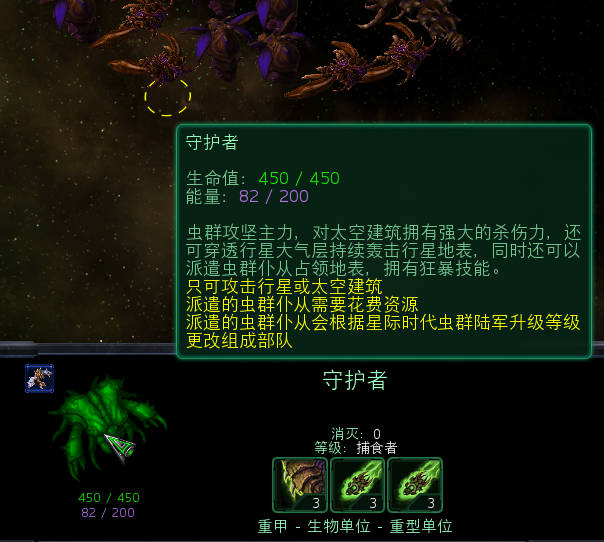 守护者
生命值: 450 / 450
能量: 82 / 200
虫群攻坚主力，对太空建筑拥有强大的杀伤力，还
可穿透行星大气层持续轰击行星地表，同时还可以
派遣虫群仆从占领地表，拥有狂暴技能。
只可攻击行星或太空建筑
派遣的虫群仆从需要花费资源
派遣的虫群仆从会根据星际时代虫群陆军升级等级
更改组成部队
守护者
消灭: 0
等级: 捕食者
3 3 3
450 / 450
82 / 200
重甲 - 生物单位 - 重型单位